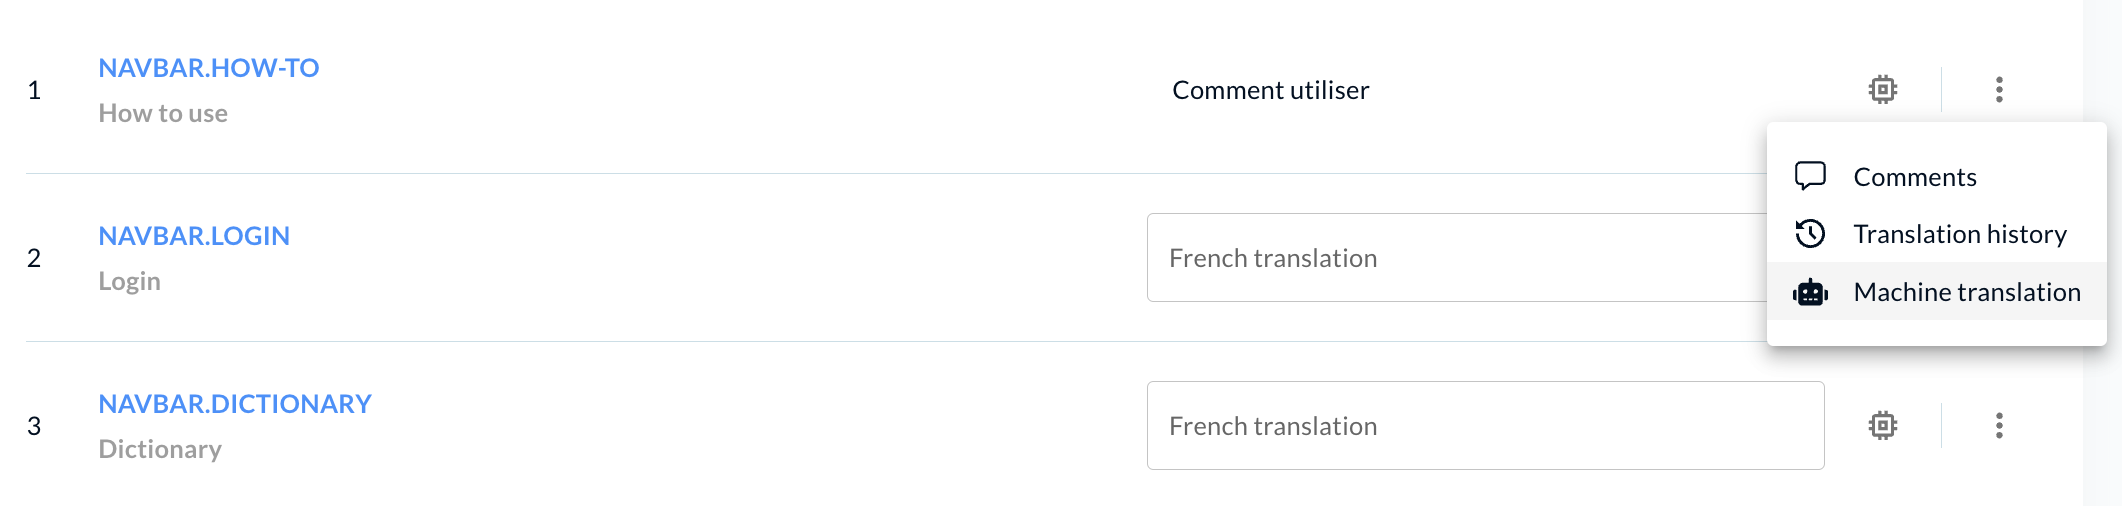 1
NAVBAR.HOW-TO
How to use
Comment utiliser
Comments
Translation history
Machine translation
2
NAVBAR.LOGIN
Login
French translation
3
NAVBAR.DICTIONARY
Dictionary
French translation